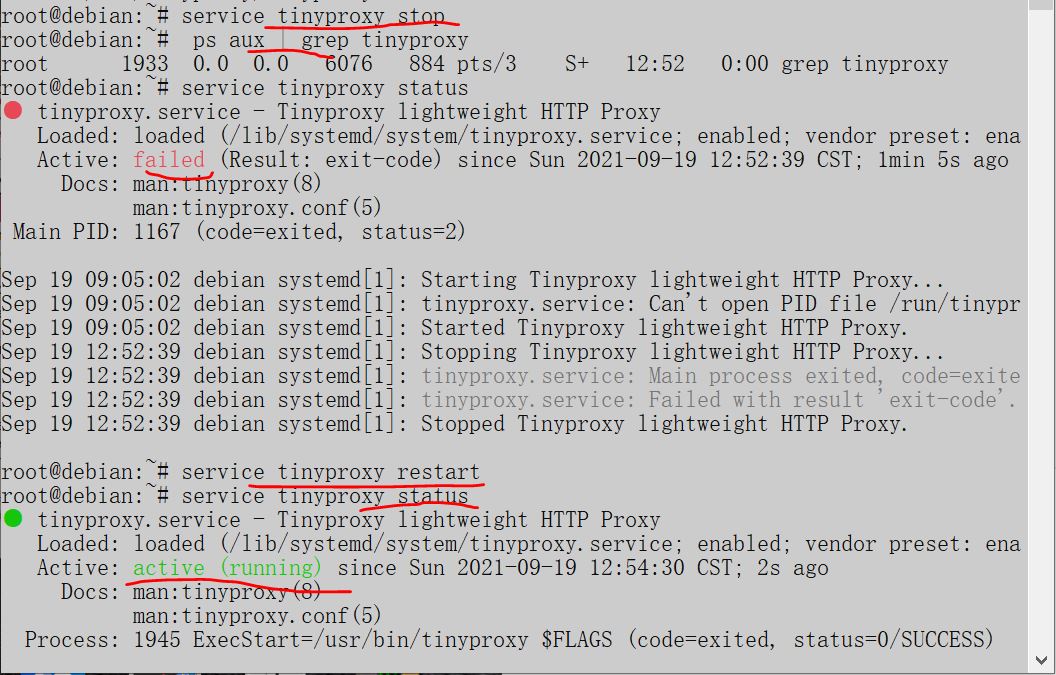 root@debian:~# service tinyproxy stop
root@debian:~#  ps aux | grep tinyproxy
root      1933  0.0  0.0   6076   884 pts/3    S+   12:52   0:00 grep tinyproxy
root@debian:~# service tinyproxy status
tinyproxy.service - Tinyproxy lightweight HTTP Proxy
Loaded: loaded (/lib/systemd/system/tinyproxy.service; enabled; vendor preset: ena
Active: failed (Result: exit-code) since Sun 2021-09-19 12:52:39 CST; 1min 5s ago
Docs: man:tinyproxy(8)
man:tinyproxy.conf(5)
Main PID: 1167 (code=exited, status=2)
Sep 19 09:05:02 debian systemd[1]: Starting Tinyproxy lightweight HTTP Proxy...
Sep 19 09:05:02 debian systemd[1]: tinyproxy.service: Can't open PID file /run/tinypr
Sep 19 09:05:02 debian systemd[1]: Started Tinyproxy lightweight HTTP Proxy.
Sep 19 12:52:39 debian systemd[1]: Stopping Tinyproxy lightweight HTTP Proxy...
Sep 19 12:52:39 debian systemd[1]: tinyproxy.service: Main process exited, code=exite
Sep 19 12:52:39 debian systemd[1]: tinyproxy.service: Failed with result 'exit-code'.
Sep 19 12:52:39 debian systemd[1]: Stopped Tinyproxy lightweight HTTP Proxy.
root@debian:~# service tinyproxy restart
root@debian:~# service tinyproxy status
tinyproxy.service - Tinyproxy lightweight HTTP Proxy
Loaded: loaded (/lib/systemd/system/tinyproxy.service; enabled; vendor preset: ena
Active: active (running) since Sun 2021-09-19 12:54:30 CST; 2s ago
Docs: man:tinyproxy(8)
man:tinyproxy.conf(5)
Process: 1945 ExecStart=/usr/bin/tinyproxy $FLAGS (code=exited, status=0/SUCCESS)